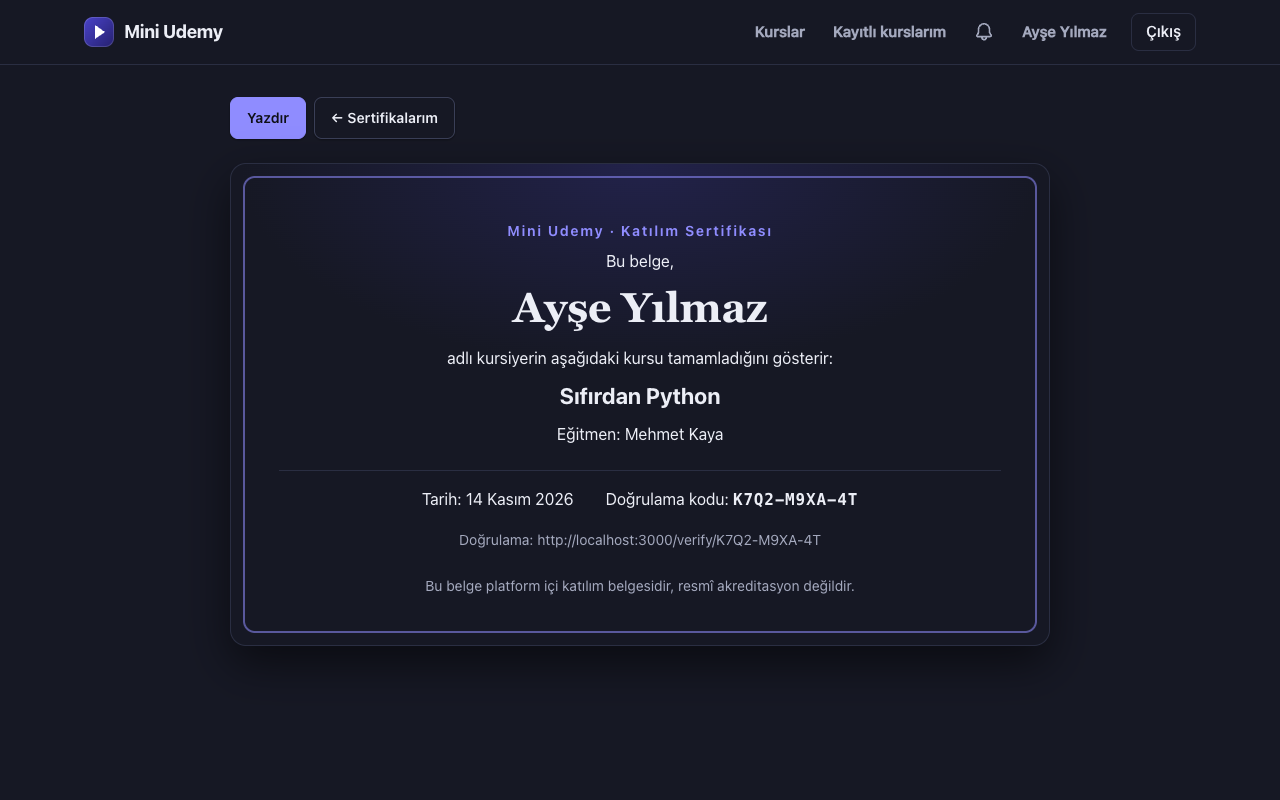 Mini Udemy
Kurslar
Kayıtlı kurslarım
Ayşe Yılmaz
Çıkış
Yazdır
← Sertifikalarım
Mini Udemy · Katılım Sertifikası
Bu belge,
Ayşe Yılmaz
adlı kursiyerin aşağıdaki kursu tamamladığını gösterir:
Sıfırdan Python
Eğitmen: Mehmet Kaya
Tarih: 14 Kasım 2026 Doğrulama kodu: K7Q2-M9XA-4T
Doğrulama: http://localhost:3000/verify/K7Q2-M9XA-4T
Bu belge platform içi katılım belgesidir, resmî akreditasyon değildir.